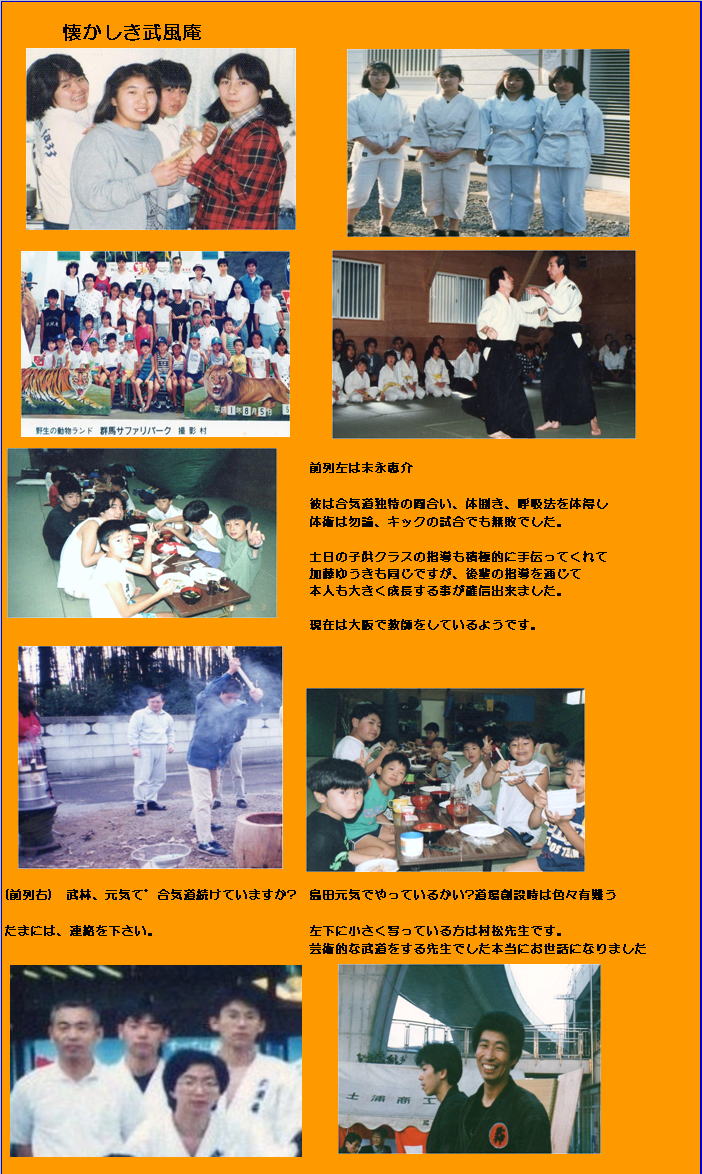 懐かしき武風庵
平成1年8月5日
野生の動物ランド 群馬サファリパーク 撮影村
前列左は末永恵介
彼は合気道独特の間合い、体捌き、呼吸法を体得し
体術は勿論、キックの試合でも無敗でした。
土日の子供クラスの指導も積極的に手伝ってくれて
加藤ゆうきも同じですが、後輩の指導を通じて
本人も大きく成長する事が確信出来ました。
現在は大阪で教師をしているようです。
(前列右) 武林、元気で゛合気道続けていますか?
たまには、連絡を下さい。
島田元気でやっているかい?道場創設時は色々有難う
左下に小さく写っている方は村松先生です。
芸術的な武道をする先生でした本当にお世話になりました
土浦商工